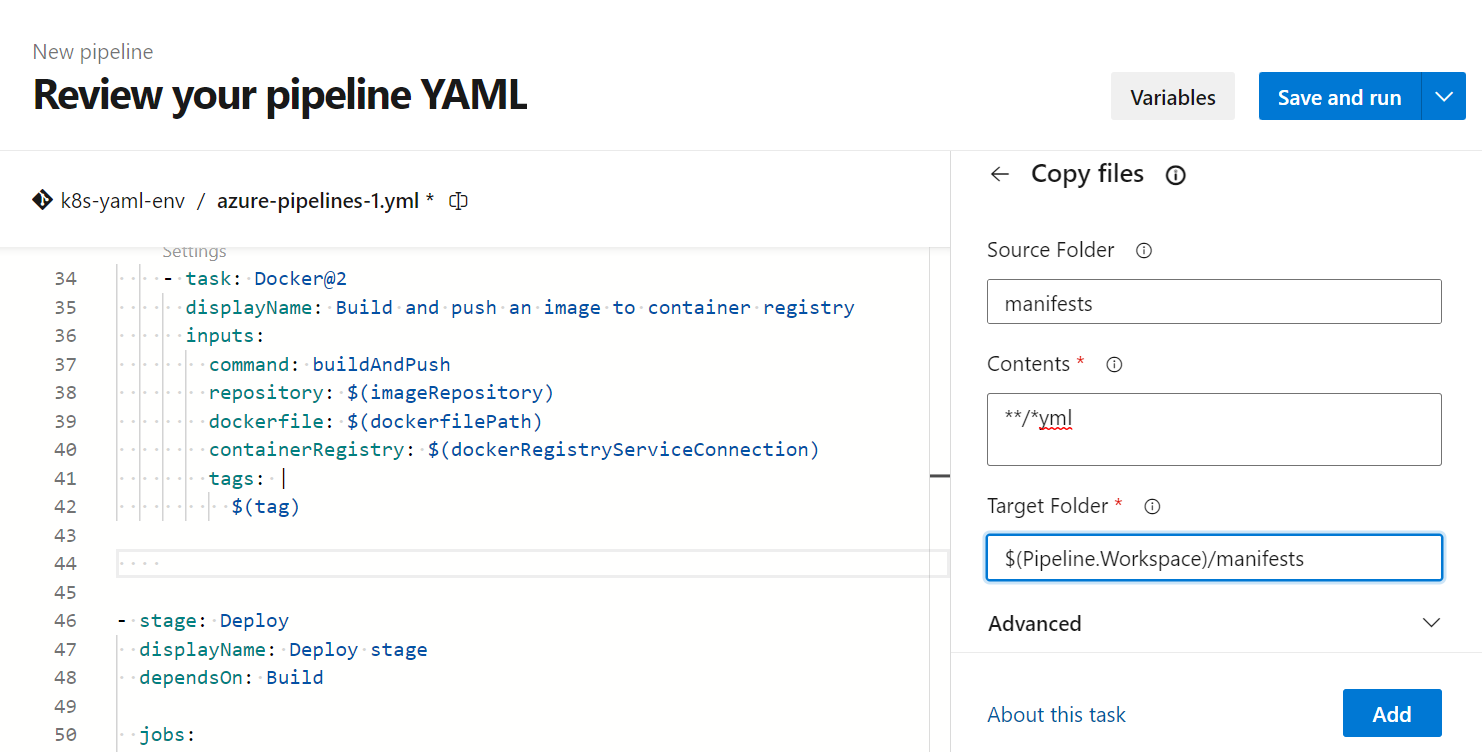 New pipeline
Review your pipeline YAML
Variables
Save and run
k8s-yaml-env / azure-pipelines-1.yml *
Settings
34 - task: Docker@2
35 displayName: Build and push an image to container registry
36 inputs:
37 command: buildAndPush
38 repository: $(imageRepository)
39 dockerfile: $(dockerfilePath)
40 containerRegistry: $(dockerRegistryServiceConnection)
41 tags: |
42 $(tag)
43
44
45
46 - stage: Deploy
47 displayName: Deploy stage
48 dependsOn: Build
49
50 jobs:
Copy files
Source Folder
manifests
Contents *
**/*yml
Target Folder *
$(Pipeline.Workspace)/manifests
Advanced
About this task
Add